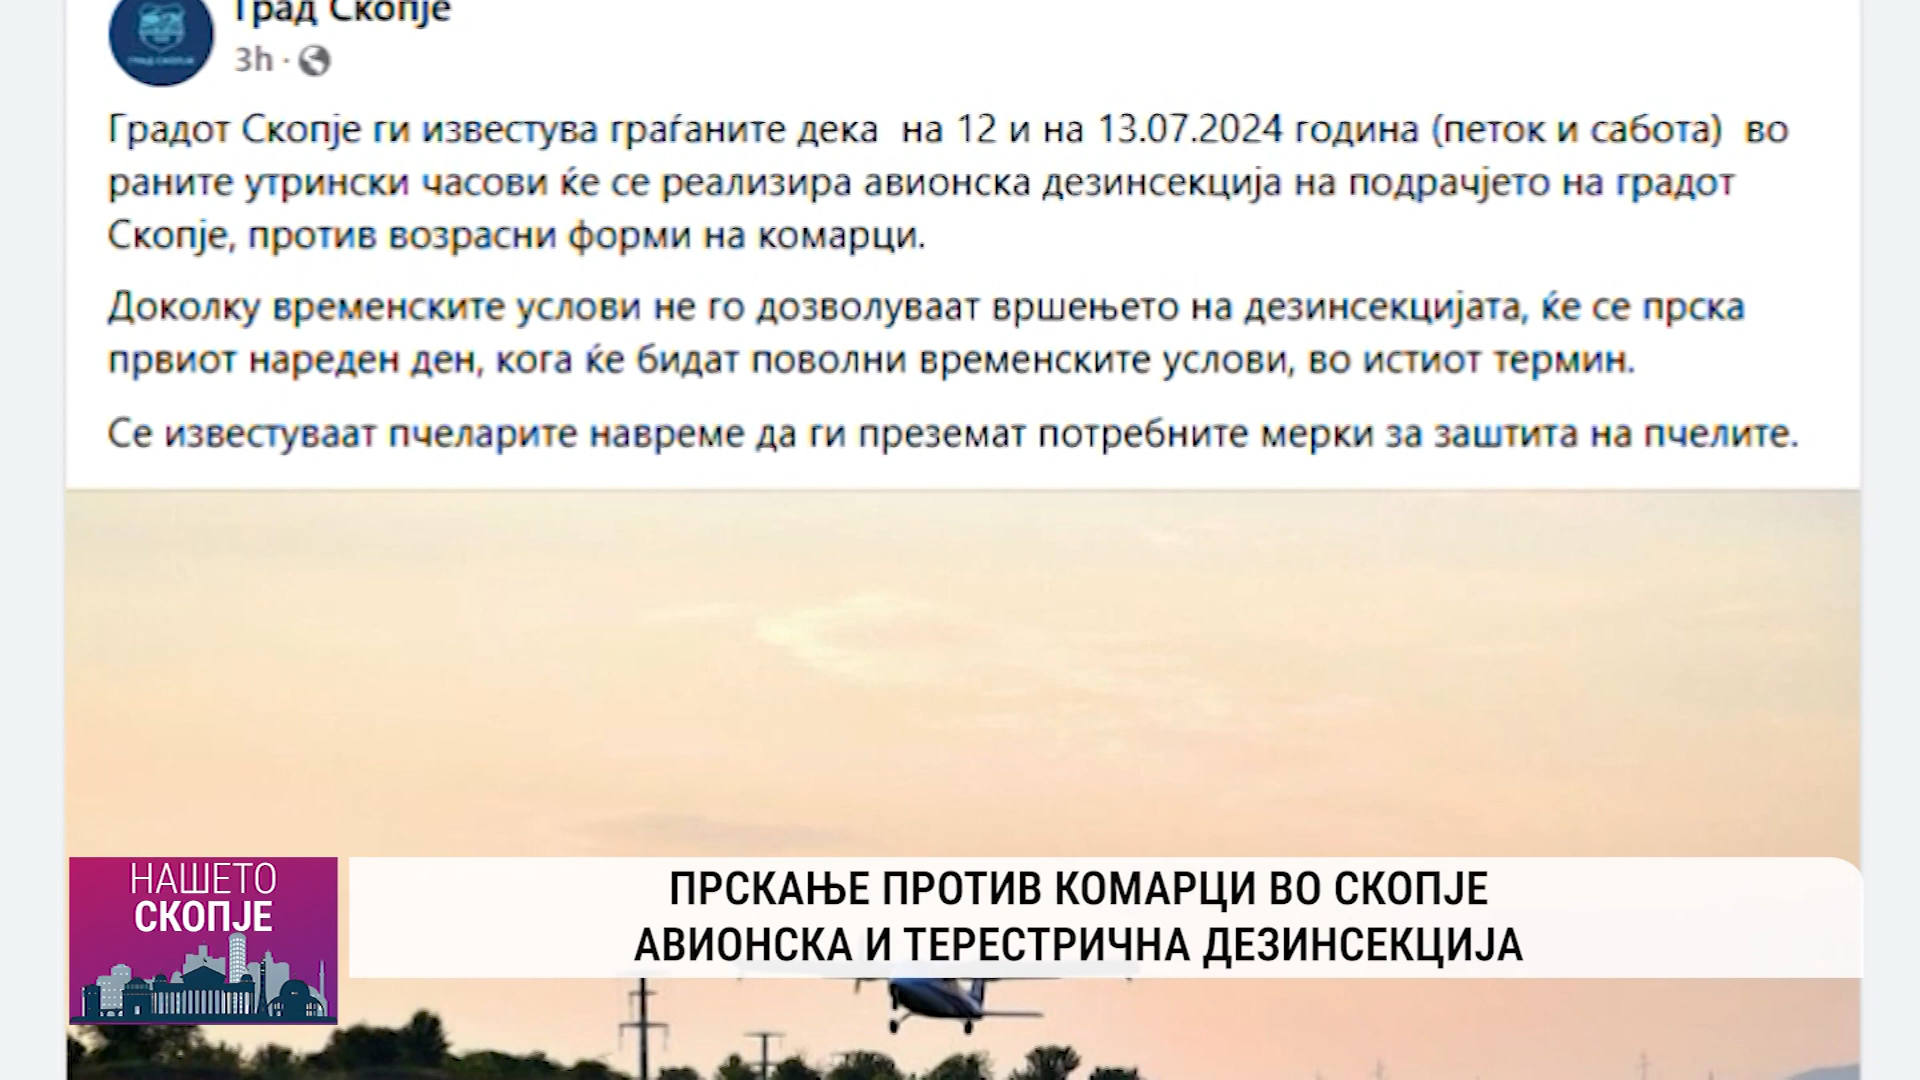 Град Скопје
3h ·
Градот Скопје ги известува граѓаните дека на 12 и на 13.07.2024 година (петок и сабота) во
раните утрински часови ќе се реализира авионска дезинсекција на подрачјето на градот
Скопје, против возрасни форми на комарци.
Доколку временските услови не го дозволуваат вршењето на дезинсекцијата, ќе се прска
првиот нареден ден, кога ќе бидат поволни временските услови, во истиот термин.
Се известуваат пчеларите навреме да ги преземат потребните мерки за заштита на пчелите.
НАШЕТО
СКОПЈЕ
ПРСКАЊЕ ПРОТИВ КОМАРЦИ ВО СКОПЈЕ
АВИОНСКА И ТЕРЕСТРИЧНА ДЕЗИНСЕКЦИЈА